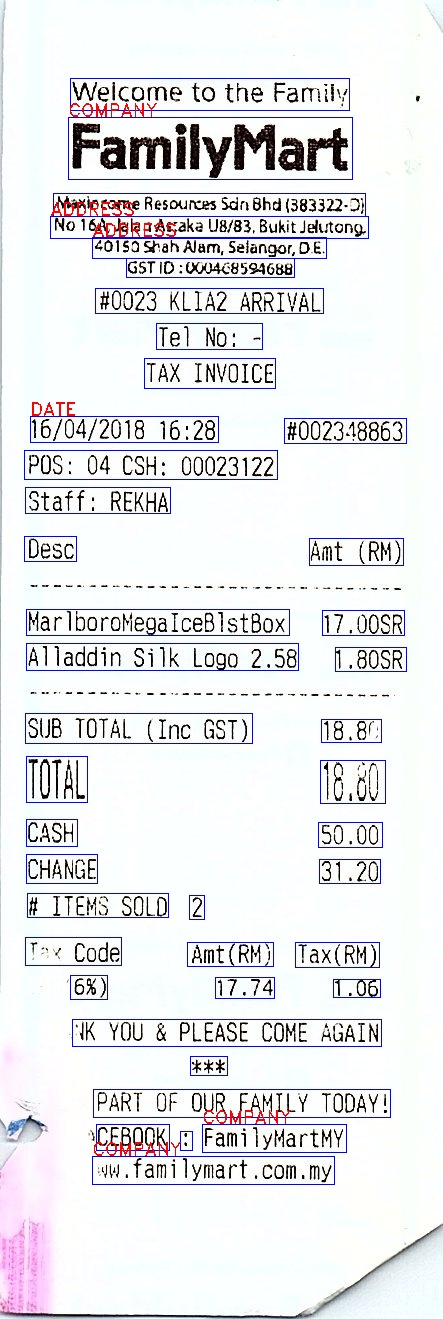 Welcome to the Family
COMPANY
FamilyMart
Maxincome Resources Sdn Bhd (383322-D)
ADDRESS
No 16A, Jalan Astaka U8/83, Bukit Jelutong,
ADDRESS
40150 Shah Alam, Selangor, D.E.
GST ID : 000468594688
#0023 KLIA2 ARRIVAL
Tel No: -
TAX INVOICE
DATE
16/04/2018 16:28 #002348863
POS: 04 CSH: 00023122
Staff: REKHA
Desc Amt (RM)
MarlboroMegaIceBlstBox 17.00SR
Alladdin Silk Logo 2.58 1.80SR
SUB TOTAL (Inc GST) 18.80
TOTAL 18.80
CASH 50.00
CHANGE 31.20
# ITEMS SOLD 2
Tax Code Amt(RM) Tax(RM)
6%) 17.74 1.06
NK YOU & PLEASE COME AGAIN
***
PART OF OUR FAMILY TODAY!
COMPANY
CEBOOK : FamilyMartMY
COMPANY
ww.familymart.com.my